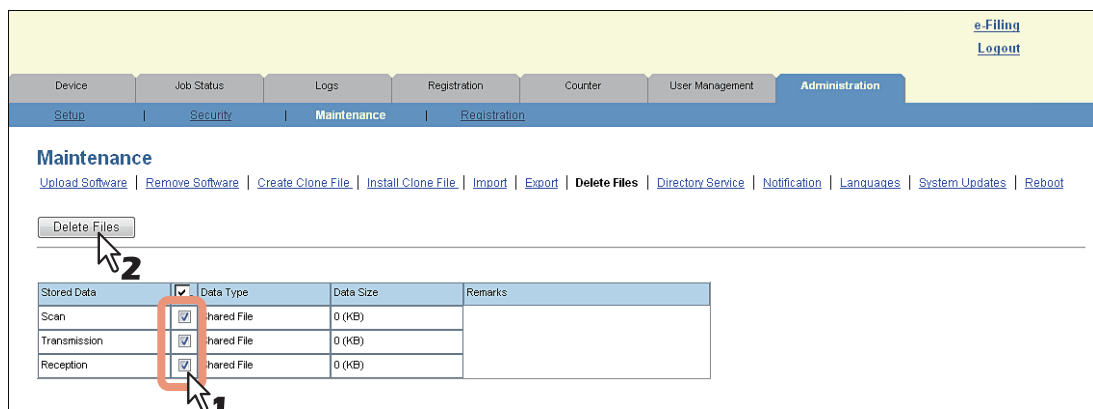 e-Filing
Logout
Device Job Status Logs Registration Counter User Management Administration
Setup | Security | Maintenance | Registration
Maintenance
Upload Software | Remove Software | Create Clone File | Install Clone File | Import | Export | Delete Files | Directory Service | Notification | Languages | System Updates | Reboot
Delete Files
2
Stored Data Data Type Data Size Remarks
Scan Shared File 0 (KB)
Transmission Shared File 0 (KB)
Reception Shared File 0 (KB)
1